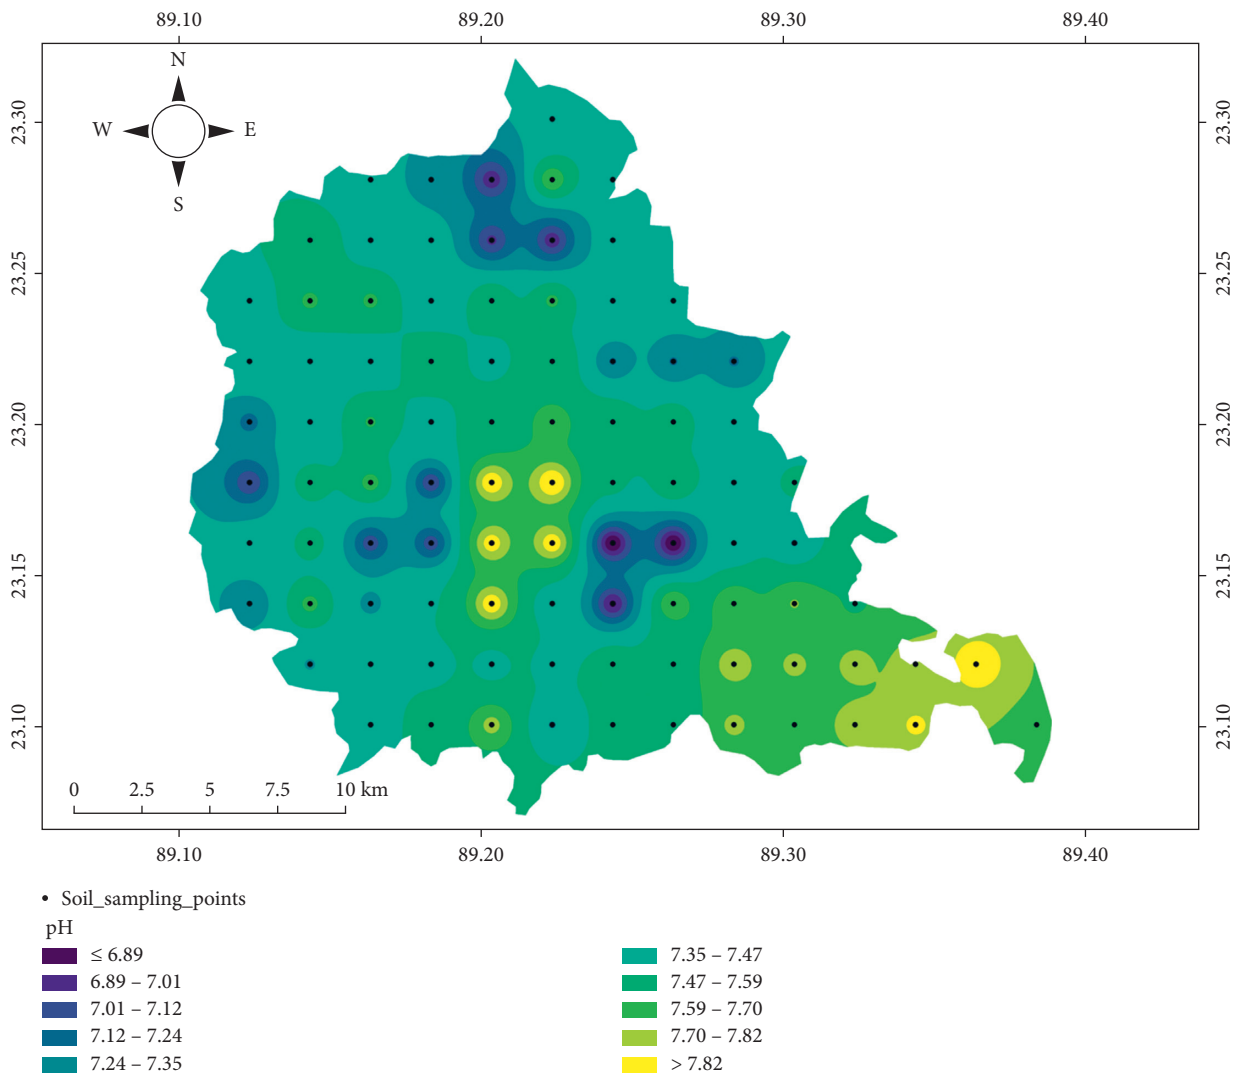 89.10 89.20 89.30 89.40
N
W E
S
23.30 23.30
23.25 23.25
23.20 23.20
23.15 23.15
23.10 23.10
0 2.5 5 7.5 10 km
89.10 89.20 89.30 89.40
• Soil_sampling_points
pH
≤ 6.89
6.89 – 7.01
7.01 – 7.12
7.12 – 7.24
7.24 – 7.35
7.35 – 7.47
7.47 – 7.59
7.59 – 7.70
7.70 – 7.82
> 7.82